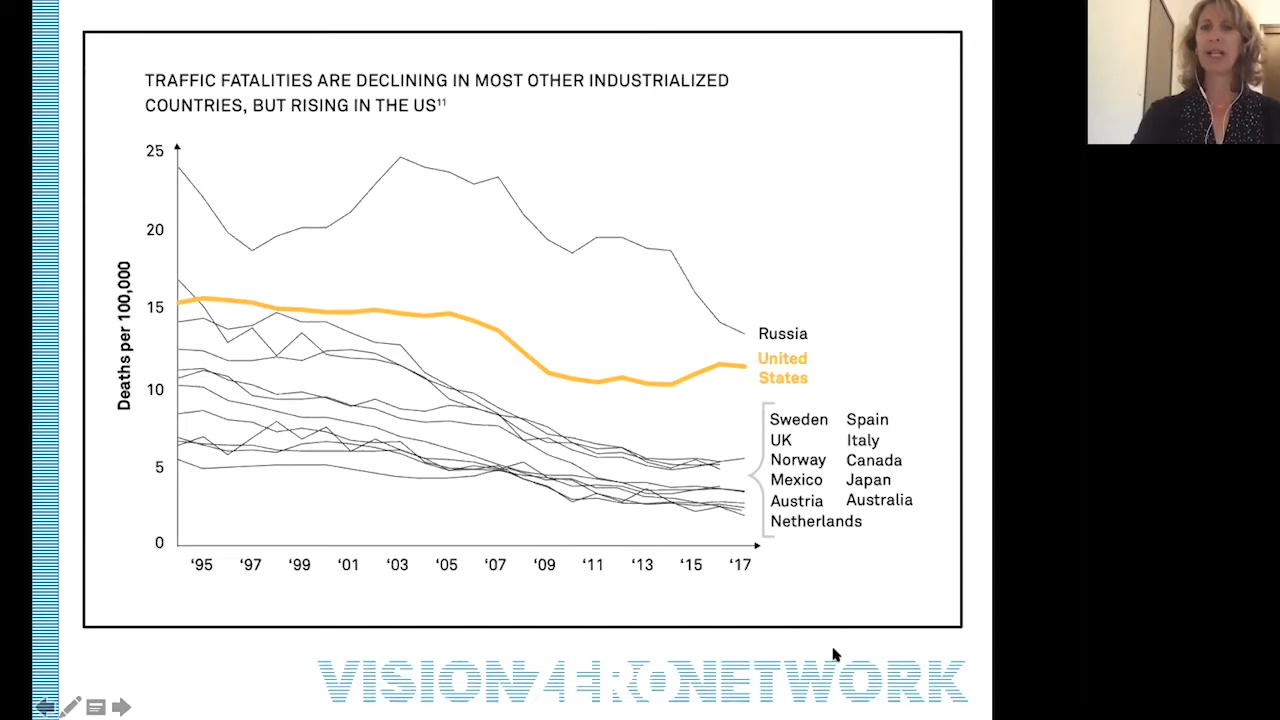 TRAFFIC FATALITIES ARE DECLINING IN MOST OTHER INDUSTRIALIZED
COUNTRIES, BUT RISING IN THE US¹¹
Deaths per 100,000
25
20
15
10
5
0
‘95 ‘97 ‘99 ‘01 ‘03 ‘05 ‘07 ‘09 ‘11 ‘13 ‘15 ‘17
Russia
United
States
Sweden Spain
UK Italy
Norway Canada
Mexico Japan
Austria Australia
Netherlands
VISION ZERO NETWORK